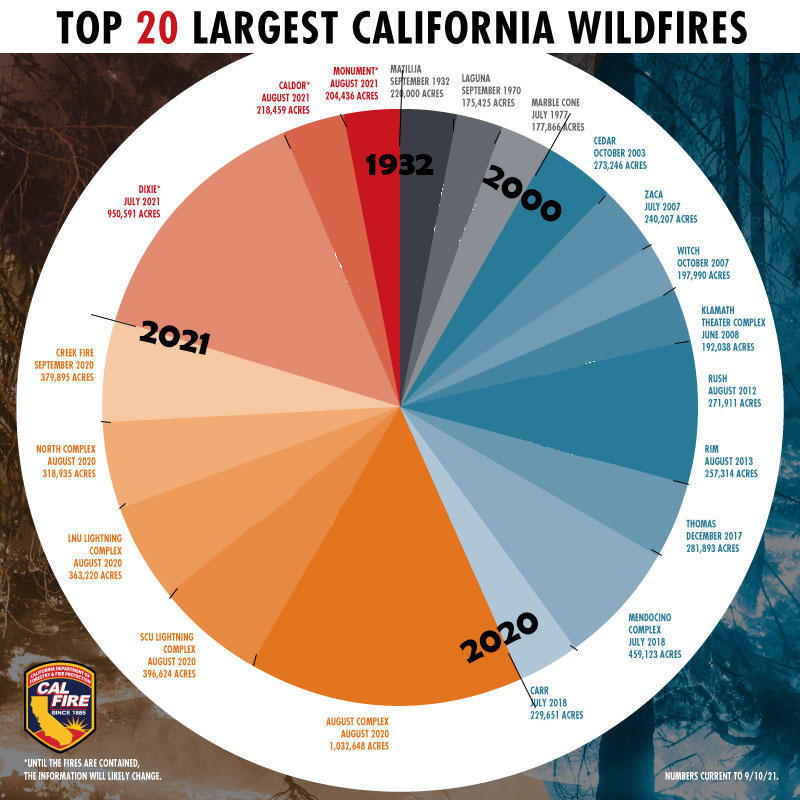 TOP 20 LARGEST CALIFORNIA WILDFIRES
MATILIJA
SEPTEMBER 1932
220,000 ACRES
LAGUNA
SEPTEMBER 1970
175,425 ACRES
MARBLE CONE
JULY 1977
177,866 ACRES
CEDAR
OCTOBER 2003
273,246 ACRES
ZACA
JULY 2007
240,207 ACRES
WITCH
OCTOBER 2007
197,990 ACRES
KLAMATH
THEATER COMPLEX
JUNE 2008
192,038 ACRES
RUSH
AUGUST 2012
271,911 ACRES
RIM
AUGUST 2013
257,314 ACRES
THOMAS
DECEMBER 2017
281,893 ACRES
MENDOCINO
COMPLEX
JULY 2018
459,123 ACRES
CARR
JULY 2018
229,651 ACRES
AUGUST COMPLEX
AUGUST 2020
1,032,648 ACRES
SCU LIGHTNING
COMPLEX
AUGUST 2020
396,624 ACRES
LNU LIGHTNING
COMPLEX
AUGUST 2020
363,220 ACRES
NORTH COMPLEX
AUGUST 2020
318,935 ACRES
CREEK FIRE
SEPTEMBER 2020
379,895 ACRES
DIXIE*
JULY 2021
950,591 ACRES
CALDOR*
AUGUST 2021
218,459 ACRES
MONUMENT*
AUGUST 2021
204,436 ACRES
1932
2000
2020
2021
CALIFORNIA DEPARTMENT OF
FORESTRY & FIRE PROTECTION
CAL
FIRE
SINCE 1885
*UNTIL THE FIRES ARE CONTAINED,
THE INFORMATION WILL LIKELY CHANGE.
NUMBERS CURRENT TO 9/10/21.